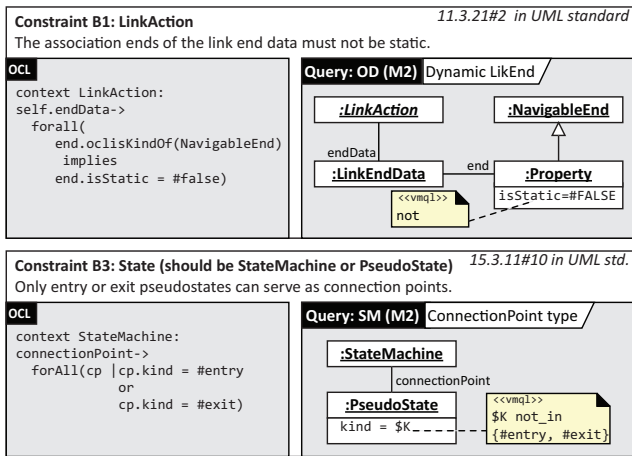 Constraint B1: LinkAction
11.3.21#2 in UML standard
The association ends of the link end data must not be static.
OCL
context LinkAction:
self.endData->
forall(
end.oclisKindOf(NavigableEnd)
implies
end.isStatic = #false)
Query: OD (M2) Dynamic LikEnd
:LinkAction
:NavigableEnd
endData
:LinkEndData
end
:Property
isStatic=#FALSE
<<vmql>>
not
Constraint B3: State (should be StateMachine or PseudoState)
15.3.11#10 in UML std.
Only entry or exit pseudostates can serve as connection points.
OCL
context StateMachine:
connectionPoint->
forAll(cp |cp.kind = #entry
or
cp.kind = #exit)
Query: SM (M2) ConnectionPoint type
:StateMachine
connectionPoint
:PseudoState
kind = $K
<<vmql>>
$K not_in
{#entry, #exit}